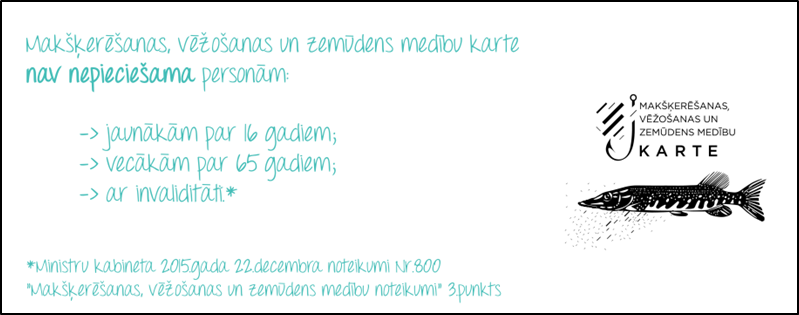 Makšķerēšanas, vēžošanas un zemūdens medību karte
nav nepieciešama personām:
-> jaunākām par 16 gadiem;
-> vecākām par 65 gadiem;
-> ar invaliditāti.*
MAKŠĶERĒŠANAS,
VĒŽOŠANAS UN
ZEMŪDENS MEDĪBU
KARTE
*Ministru kabineta 2015.gada 22.decembra noteikumi Nr.800
"Makšķerēšanas, vēžošanas un zemūdens medību noteikumi" 3.punkts